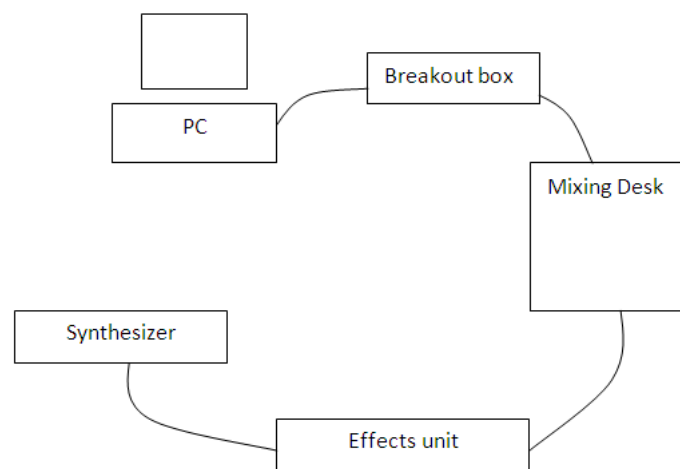 Breakout box
PC
Mixing Desk
Synthesizer
Effects unit